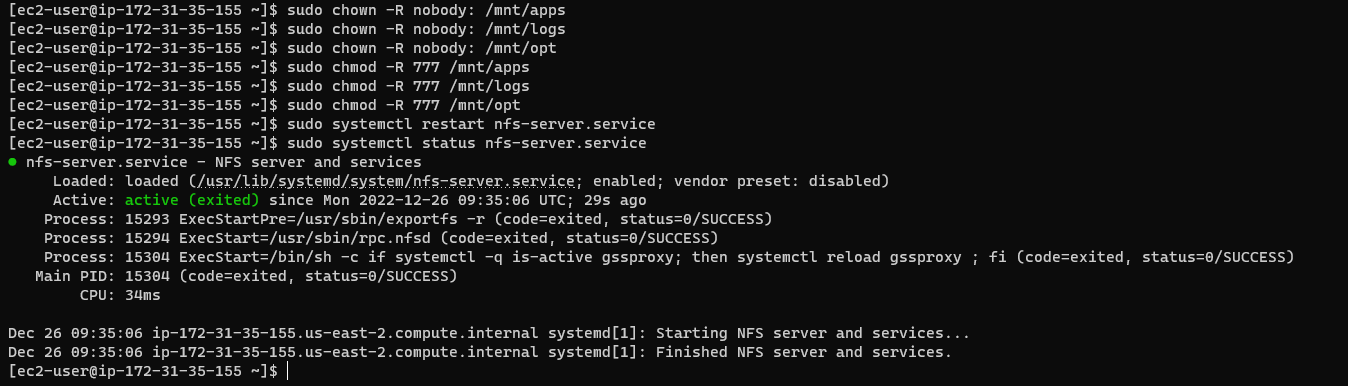 [ec2-user@ip-172-31-35-155 ~]$ sudo chown -R nobody: /mnt/apps
[ec2-user@ip-172-31-35-155 ~]$ sudo chown -R nobody: /mnt/logs
[ec2-user@ip-172-31-35-155 ~]$ sudo chown -R nobody: /mnt/opt
[ec2-user@ip-172-31-35-155 ~]$ sudo chmod -R 777 /mnt/apps
[ec2-user@ip-172-31-35-155 ~]$ sudo chmod -R 777 /mnt/logs
[ec2-user@ip-172-31-35-155 ~]$ sudo chmod -R 777 /mnt/opt
[ec2-user@ip-172-31-35-155 ~]$ sudo systemctl restart nfs-server.service
[ec2-user@ip-172-31-35-155 ~]$ sudo systemctl status nfs-server.service
● nfs-server.service - NFS server and services
     Loaded: loaded (/usr/lib/systemd/system/nfs-server.service; enabled; vendor preset: disabled)
     Active: active (exited) since Mon 2022-12-26 09:35:06 UTC; 29s ago
    Process: 15293 ExecStartPre=/usr/sbin/exportfs -r (code=exited, status=0/SUCCESS)
    Process: 15294 ExecStart=/usr/sbin/rpc.nfsd (code=exited, status=0/SUCCESS)
    Process: 15304 ExecStart=/bin/sh -c if systemctl -q is-active gssproxy; then systemctl reload gssproxy ; fi (code=exited, status=0/SUCCESS)
   Main PID: 15304 (code=exited, status=0/SUCCESS)
        CPU: 34ms

Dec 26 09:35:06 ip-172-31-35-155.us-east-2.compute.internal systemd[1]: Starting NFS server and services...
Dec 26 09:35:06 ip-172-31-35-155.us-east-2.compute.internal systemd[1]: Finished NFS server and services.
[ec2-user@ip-172-31-35-155 ~]$